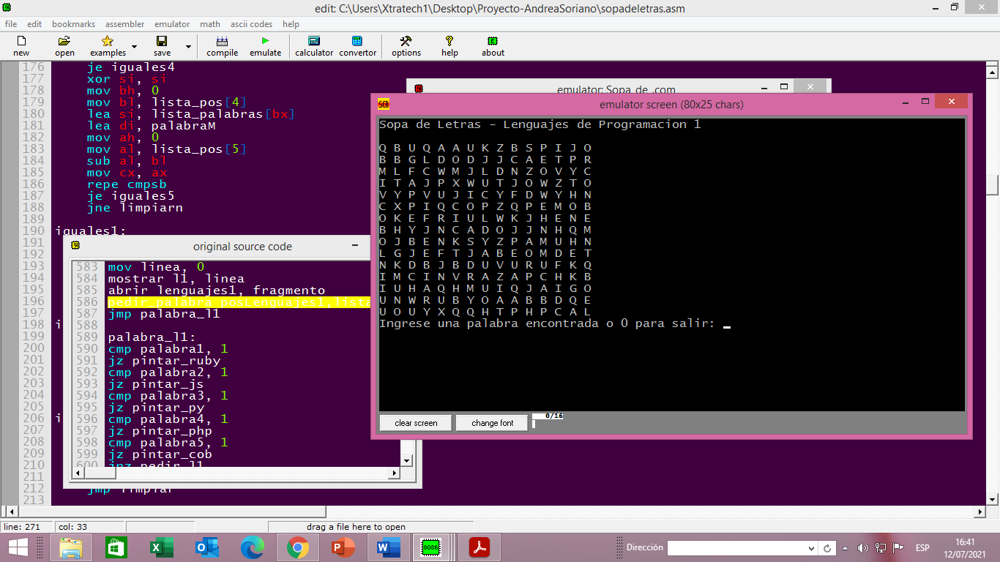 edit: C:\Users\Xtratech1\Desktop\Proyecto-AndreaSoriano\sopadeletras.asm
file edit bookmarks assembler emulator math ascii codes help
new open examples save compile emulate calculator convertor options help about
176 je iguales4
177 xor si, si
178 mov bh, 0
179 mov bl, lista_pos[4]
180 lea si, lista_palabras[bx]
181 lea di, palabraM
182 mov ah, 0
183 mov al, lista_pos[5]
184 sub al, bl
185 mov cx, ax
186 repe cmpsb
187 je iguales5
188 jne limpiarn
189
190 iguales1:
191
192
193
194
195
196
197
198 i
199
200
201
202
203
204
205
206 i
207
208
209
210
211
212 jmp limpiar
213
original source code
583 mov linea, 0
584 mostrar l1, linea
585 abrir lenguajes1, fragmento
586 pedir_palabra posLenguajes1,lista
587 jmp palabra_l1
588
589 palabra_l1:
590 cmp palabra1, 1
591 jz pintar_ruby
592 cmp palabra2, 1
593 jz pintar_js
594 cmp palabra3, 1
595 jz pintar_py
596 cmp palabra4, 1
597 jz pintar_php
598 cmp palabra5, 1
599 jz pintar_cob
600 jnz pedir_l1
emulator: Sopa_de_.com
SCR
emulator screen (80x25 chars)
Sopa de Letras - Lenguajes de Programacion 1
Q B U Q A A U K Z B S P I J O
B B G L D O D J J C A E T P R
M L F C W M J L D N Z O V Y C
I T A J P X W U T J O W Z T O
V Y P V U J I C Y F D W Y H N
C X P I Q C O P Z Q P E M O B
O K E F R I U L W K J H E N E
B H Y J N C A D O J J N H Q M
O J B E N K S Y Z P A M U H N
L G J E F T J A B E O M D E T
N K D B J B D U V U R U F K Q
I M C I N V R A Z A P C H K B
I U H A Q H M U I Q J A I G O
U N W R U B Y O A A B B D Q E
U O U Y X Q Q H T P H P C A L
Ingrese una palabra encontrada o 0 para salir: _
clear screen change font 0/16
line: 271 col: 33 drag a file here to open
8086 Dirección ESP 16:41
12/07/2021